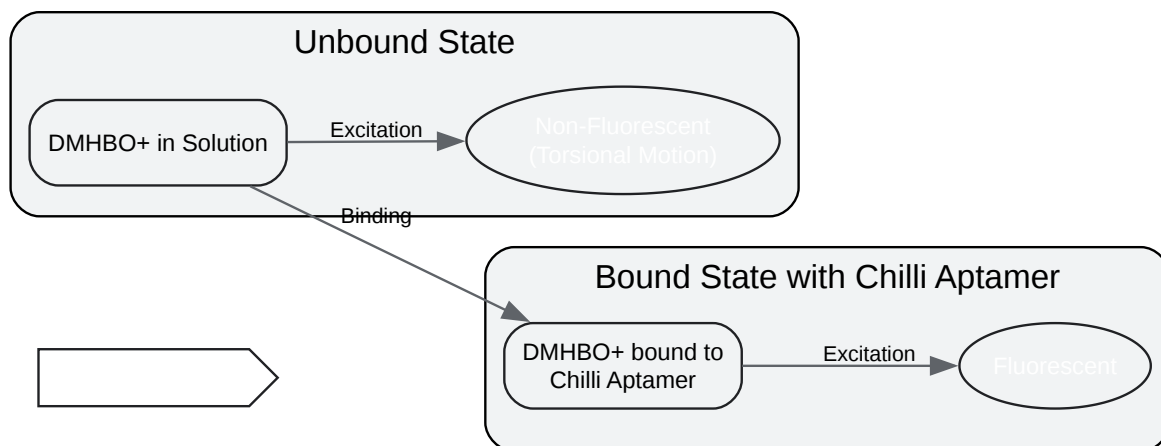 Unbound State
DMHBO+ in Solution
Excitation
Non-Fluorescent
(Torsional Motion)
Binding
Bound State with Chilli Aptamer
DMHBO+ bound to
Chilli Aptamer
Excitation
Fluorescent